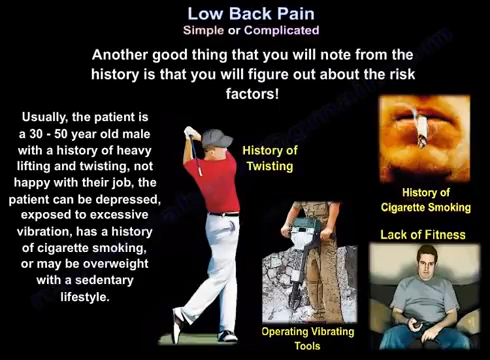 Low Back Pain
Simple or Complicated
Another good thing that you will note from the
history is that you will figure out about the risk
factors!
Usually, the patient is
a 30 - 50 year old male
with a history of heavy
lifting and twisting, not
happy with their job, the
patient can be depressed,
exposed to excessive
vibration, has a history
of cigarette smoking,
or may be overweight
with a sedentary
lifestyle.
History of
Twisting
Operating Vibrating
Tools
History of
Cigarette Smoking
Lack of Fitness